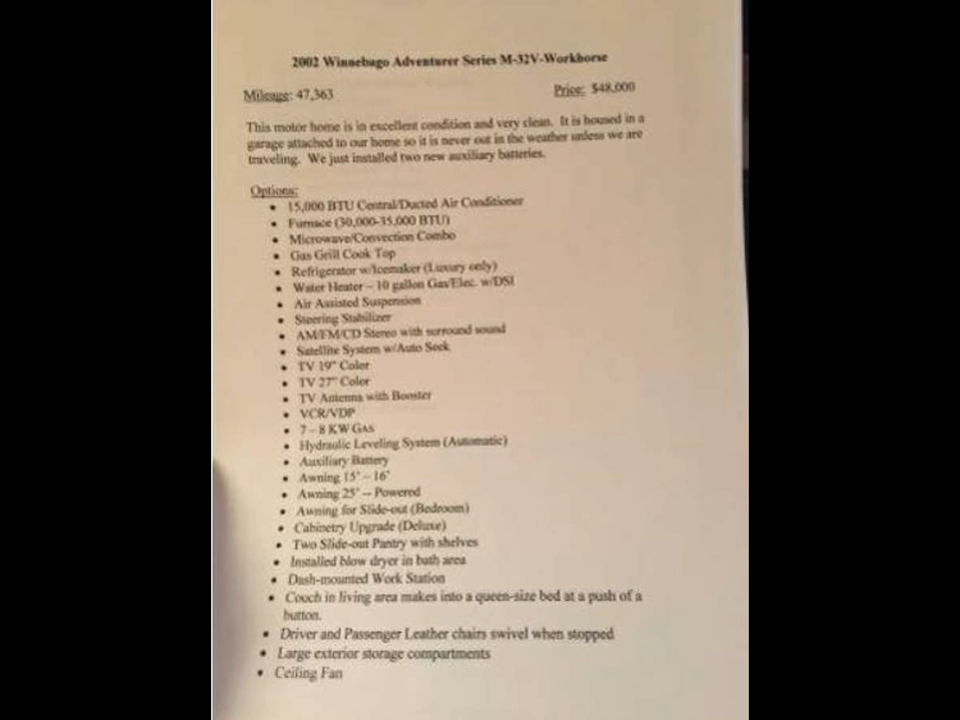 2002 Winnebago Adventurer Series M-32V-Workhorse
Mileage: 47,363 Price: $48,000
This motor home is in excellent condition and very clean. It is housed in a
garage attached to our home so it is never out in the weather unless we are
traveling. We just installed two new auxiliary batteries.
Options:
• 15,000 BTU Central/Ducted Air Conditioner
• Furnace (30,000-35,000 BTU)
• Microwave/Convection Combo
• Gas Grill Cook Top
• Refrigerator w/Icemaker (Luxury only)
• Water Heater – 10 gallon Gas/Elec. w/DSI
• Air Assisted Suspension
• Steering Stabilizer
• AM/FM/CD Stereo with surround sound
• Satellite System w/Auto Seek
• TV 19" Color
• TV 27" Color
• TV Antenna with Booster
• VCR/VDP
• 7 – 8 KW GAS
• Hydraulic Leveling System (Automatic)
• Auxiliary Battery
• Awning 15' – 16'
• Awning 25' -- Powered
• Awning for Slide-out (Bedroom)
• Cabinetry Upgrade (Deluxe)
• Two Slide-out Pantry with shelves
• Installed blow dryer in bath area
• Dash-mounted Work Station
• Couch in living area makes into a queen-size bed at a push of a
button.
• Driver and Passenger Leather chairs swivel when stopped
• Large exterior storage compartments
• Ceiling Fan